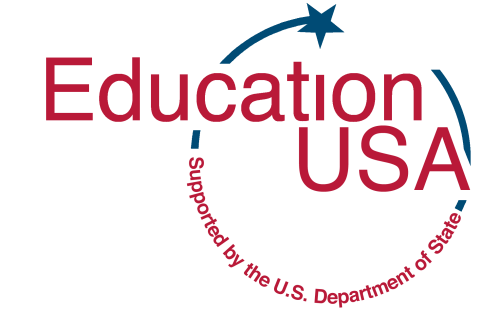 Education
USA
Supported by the U.S. Department of State